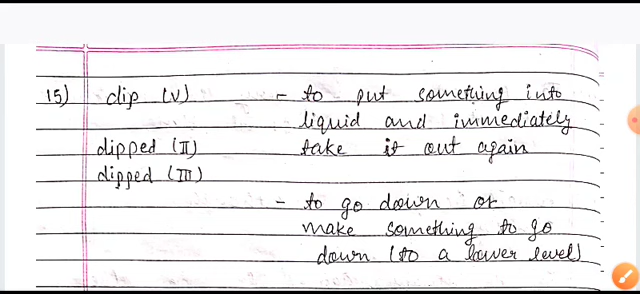 15) dip (V) - to put something into
liquid and immediately
dipped (II) take it out again
dipped (III)
- to go down or
make something to go
down (to a lower level)